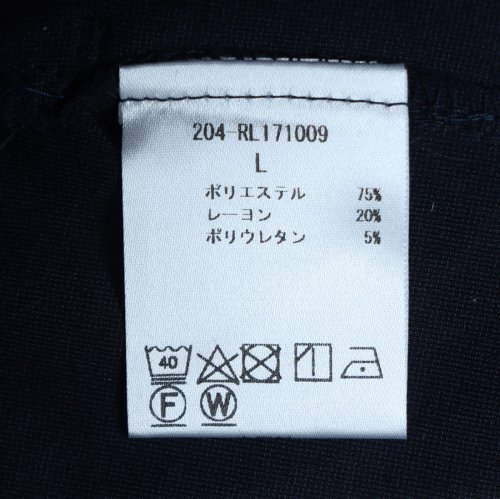 204-RL171009
L
ポリエステル 75%
レーヨン 20%
ポリウレタン 5%
40
F W